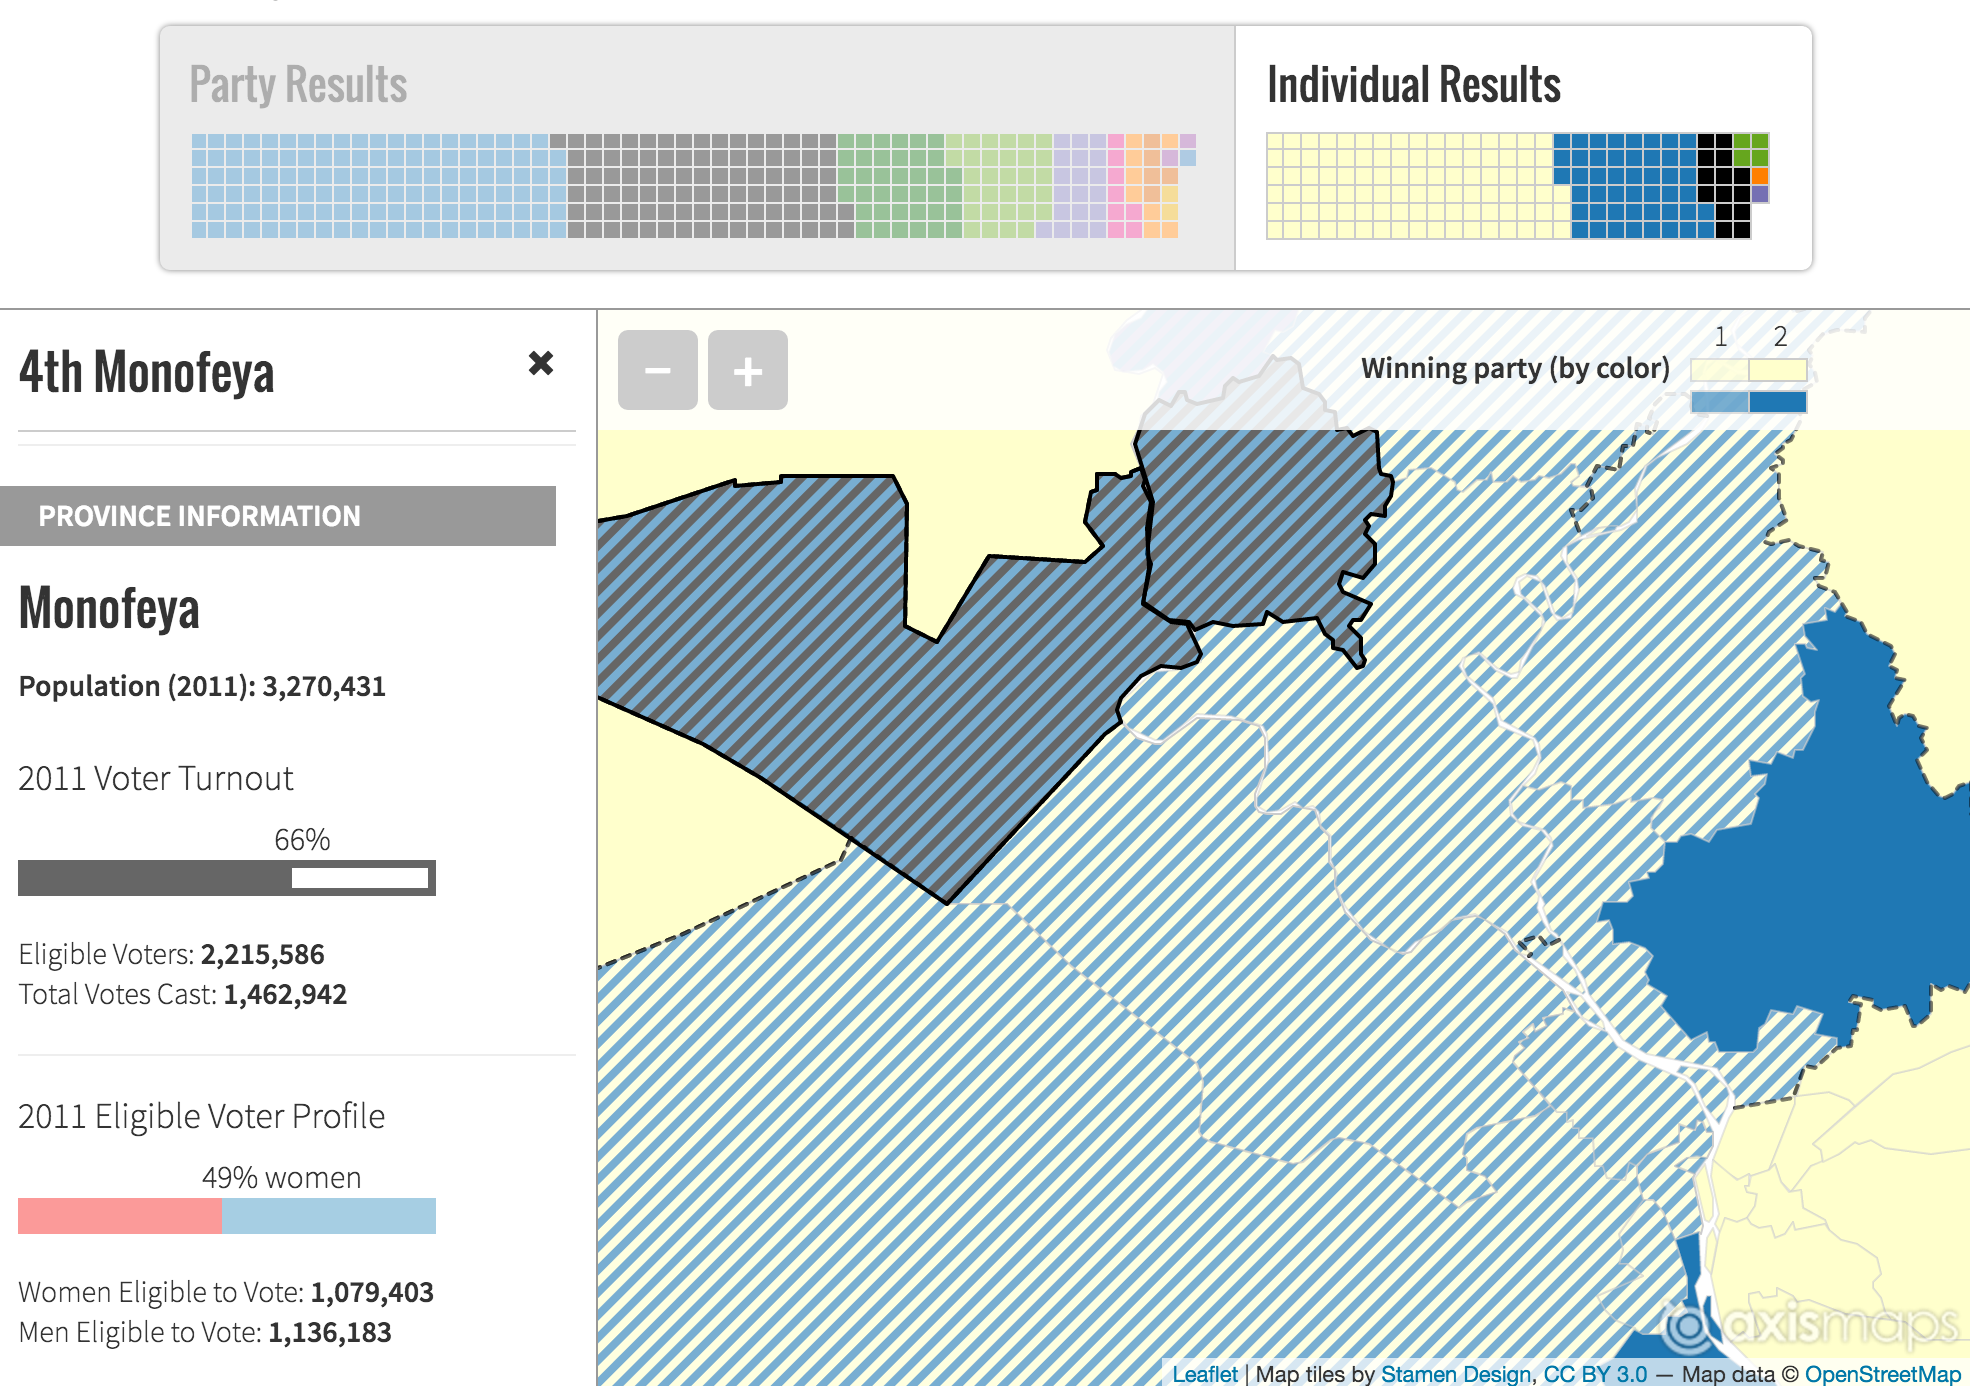 Party Results
Individual Results
4th Monofeya
✖
− +
1 2
Winning party (by color)
PROVINCE INFORMATION
Monofeya
Population (2011): 3,270,431
2011 Voter Turnout
66%
Eligible Voters: 2,215,586
Total Votes Cast: 1,462,942
2011 Eligible Voter Profile
49% women
Women Eligible to Vote: 1,079,403
Men Eligible to Vote: 1,136,183
axismaps
Leaflet | Map tiles by Stamen Design, CC BY 3.0 — Map data © OpenStreetMap